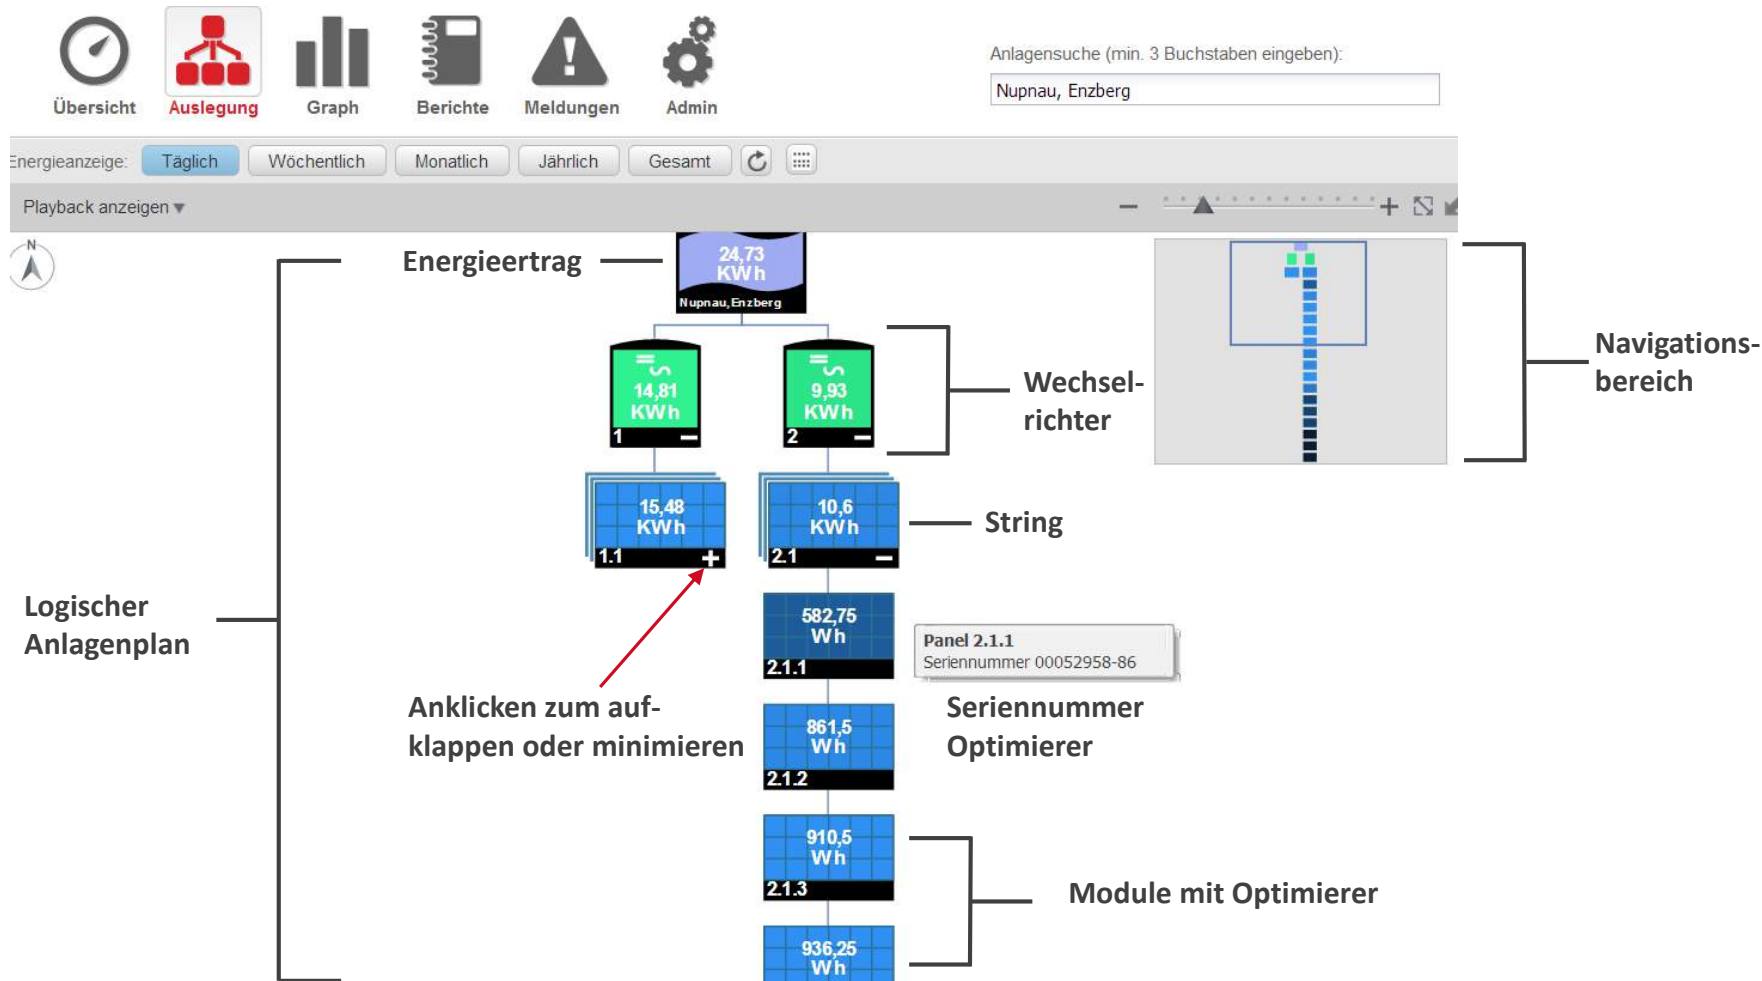 Übersicht
Auslegung
Graph
Berichte
Meldungen
Admin
Anlagensuche (min. 3 Buchstaben eingeben):
Nupnau, Enzberg
Energieanzeige:
Täglich
Wöchentlich
Monatlich
Jährlich
Gesamt
Playback anzeigen
N
Energieertrag
24,73
KWh
Nupnau,Enzberg
14,81
KWh
1
9,93
KWh
2
Wechsel-
richter
Navigations-
bereich
15,48
KWh
1.1
10,6
KWh
2.1
String
Logischer
Anlagenplan
582,75
Wh
2.1.1
Panel 2.1.1
Seriennummer 00052958-86
Anklicken zum auf-
klappen oder minimieren
Seriennummer
Optimierer
861,5
Wh
2.1.2
910,5
Wh
2.1.3
Module mit Optimierer
936,25
Wh